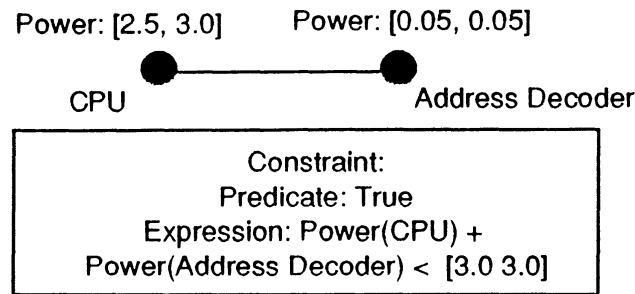 Power: [2.5, 3.0] Power: [0.05, 0.05]
CPU Address Decoder
Constraint:
Predicate: True
Expression: Power(CPU) +
Power(Address Decoder) < [3.0 3.0]